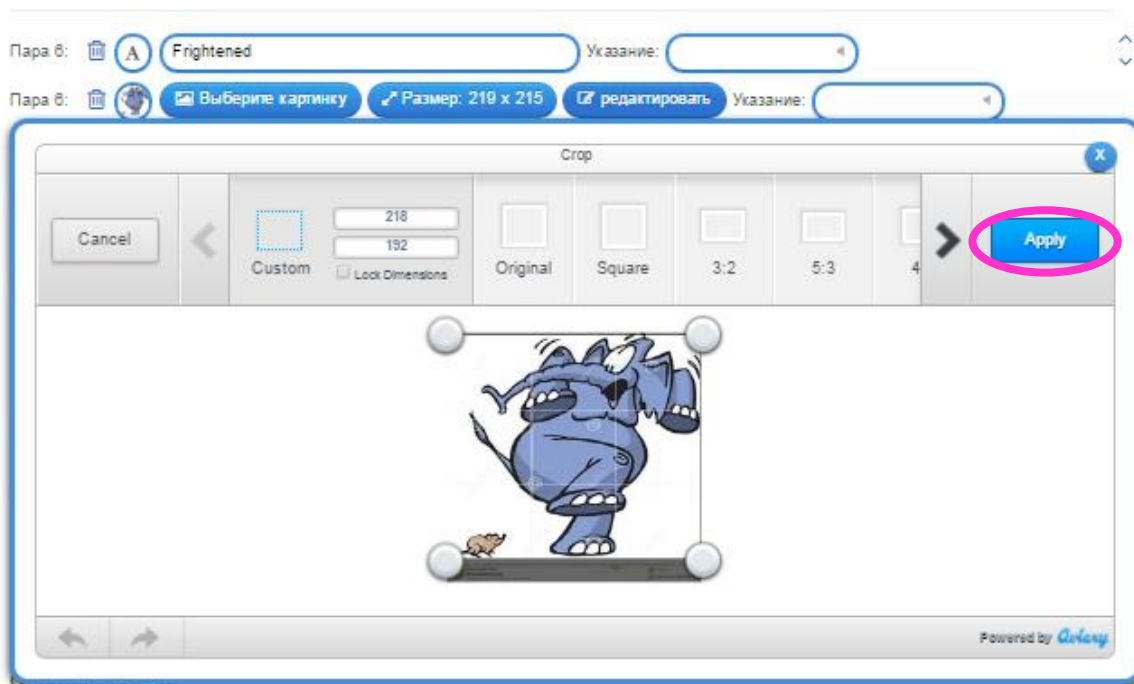 Пара 6: A Frightened Указание:
Пара 6: Выберите картинку Размер: 219 x 215 редактировать Указание:
Crop
X
Cancel
Custom
218
192
Lock Dimensions
Original
Square
3:2
5:3
4
Apply
Powered by Aviary